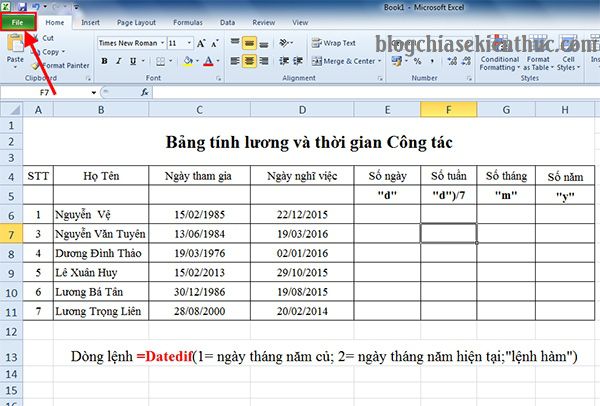 Book1 - Microsoft Excel
File Home Insert Page Layout Formulas Data Review View
Cut Times New Roman 11 Wrap Text
blogchiasekienthuc.com
Copy
Paste Format Painter B I U Merge & Center $ % , Conditional Formatting Format as Table Cell Styles
Clipboard Font Alignment Styles
F7 fx
A B C D E F G H
1
2 Bảng tính lương và thời gian Công tác
3
4 STT Họ Tên Ngày tham gia Ngày nghĩ việc Số ngày Số tuần Số tháng Số năm
5 "d" "d")/7 "m" "y"
6 1 Nguyễn Vệ 15/02/1985 22/12/2015
7 3 Nguyễn Văn Tuyên 13/06/1984 19/03/2016
8 4 Dương Đình Thảo 19/03/1976 02/01/2016
9 5 Lê Xuân Huy 15/02/2013 29/10/2015
10 6 Lương Bá Tân 30/12/1986 19/08/2015
11 7 Lương Trọng Liên 28/08/2000 20/02/2014
12
13 Dòng lệnh =Datedif(1= ngày tháng năm củ; 2= ngày tháng năm hiện tại;"lệnh hàm")
14
15
16